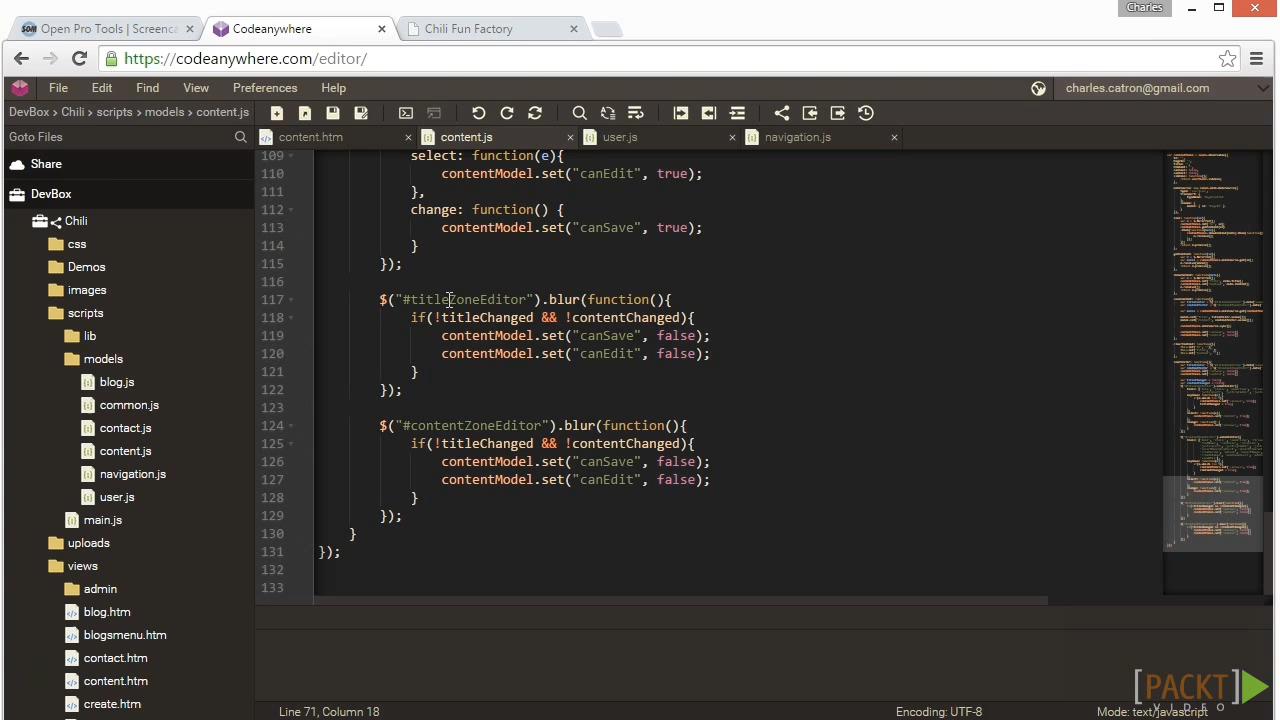 Charles
SOM Open Pro Tools | Screenca
Codeanywhere
Chili Fun Factory
https://codeanywhere.com/editor/
File Edit Find View Preferences Help
charles.catron@gmail.com
DevBox > Chili > scripts > models > content.js
Goto Files
content.htm
content.js
user.js
navigation.js
Share
DevBox
Chili
css
Demos
images
scripts
lib
models
blog.js
common.js
contact.js
content.js
navigation.js
user.js
main.js
uploads
views
admin
blog.htm
blogsmenu.htm
contact.htm
content.htm
create.htm
109 select: function(e){
110 contentModel.set("canEdit", true);
111 },
112 change: function() {
113 contentModel.set("canSave", true);
114 }
115 });
116
117 $("#titleZoneEditor").blur(function(){
118 if(!titleChanged && !contentChanged){
119 contentModel.set("canSave", false);
120 contentModel.set("canEdit", false);
121 }
122 });
123
124 $("#contentZoneEditor").blur(function(){
125 if(!titleChanged && !contentChanged){
126 contentModel.set("canSave", false);
127 contentModel.set("canEdit", false);
128 }
129 });
130 }
131 });
132
133
Line 71, Column 18
Encoding: UTF-8
Mode: text/javascript
[PACKT]
VIDEO